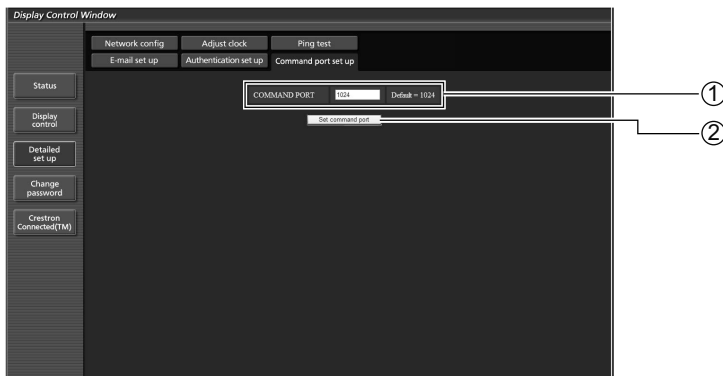 Display Control Window
Network config Adjust clock Ping test
E-mail set up Authentication set up Command port set up
Status
COMMAND PORT 1024 Default = 1024
①
Set command port
②
Display
control
Detailed
set up
Change
password
Crestron
Connected(TM)